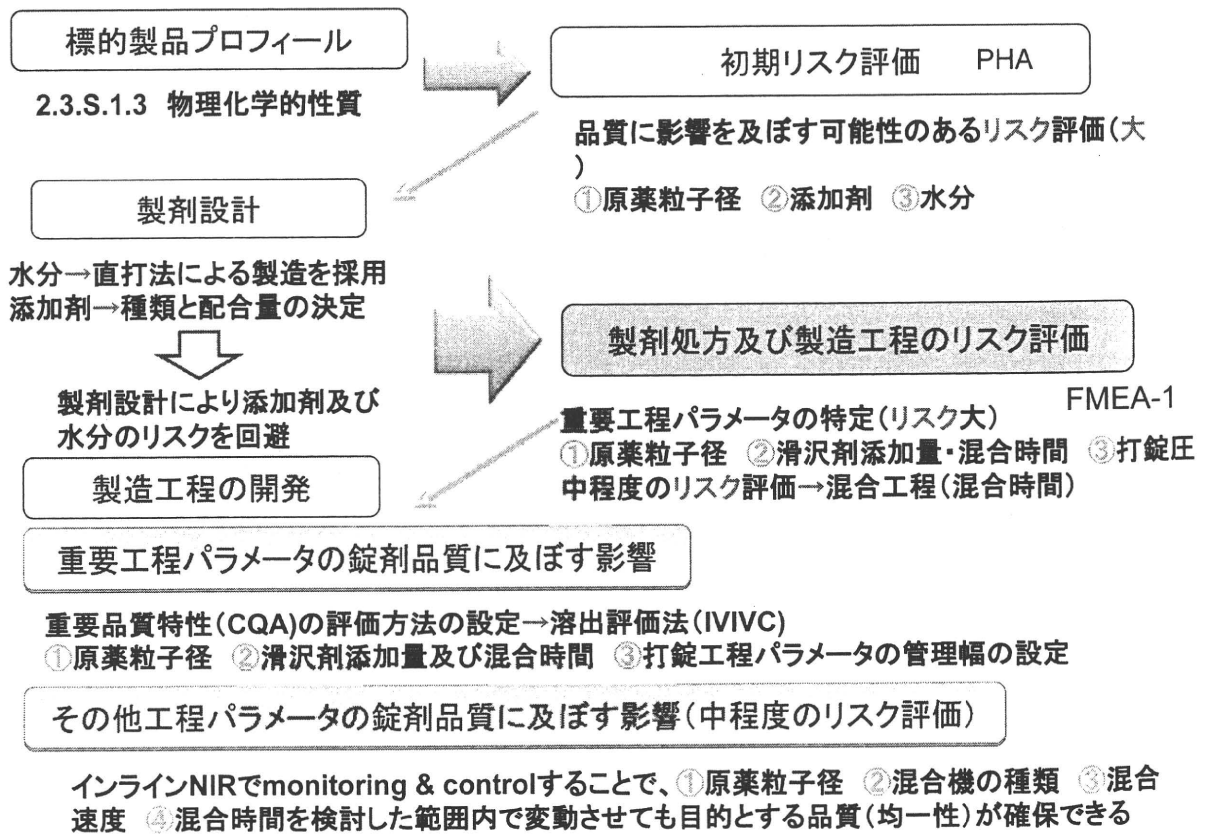 標的製品プロフィール
2.3.S.1.3 物理化学的性質
初期リスク評価 PHA
品質に影響を及ぼす可能性のあるリスク評価(大
)
①原薬粒子径 ②添加剤 ③水分
製剤設計
水分→直打法による製造を採用
添加剤→種類と配合量の決定
製剤設計により添加剤及び
水分のリスクを回避
製剤処方及び製造工程のリスク評価
FMEA-1
重要工程パラメータの特定(リスク大)
①原薬粒子径 ②滑沢剤添加量・混合時間 ③打錠圧
中程度のリスク評価→混合工程(混合時間)
製造工程の開発
重要工程パラメータの錠剤品質に及ぼす影響
重要品質特性(CQA)の評価方法の設定→溶出評価法(IVIVC)
①原薬粒子径 ②滑沢剤添加量及び混合時間 ③打錠工程パラメータの管理幅の設定
その他工程パラメータの錠剤品質に及ぼす影響(中程度のリスク評価)
インラインNIRでmonitoring & controlすることで、①原薬粒子径 ②混合機の種類 ③混合
速度 ④混合時間を検討した範囲内で変動させても目的とする品質(均一性)が確保できる